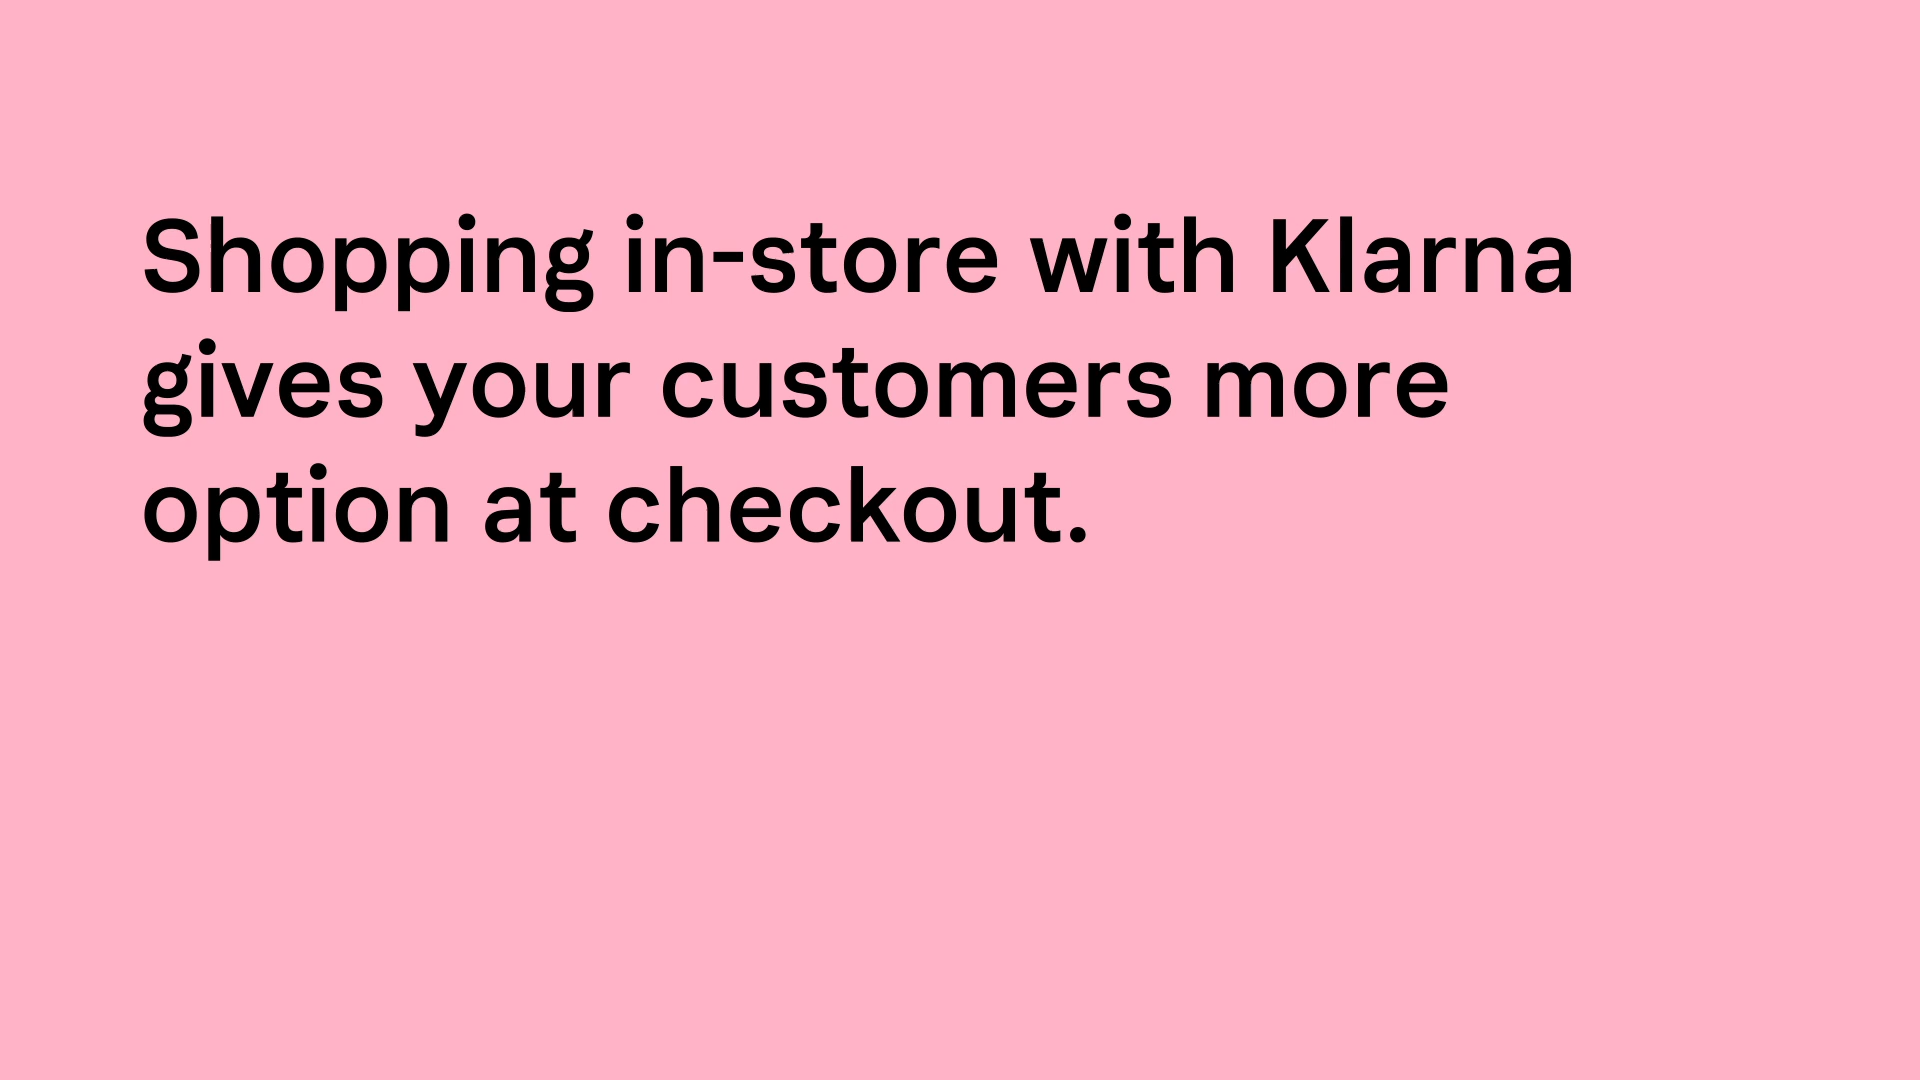 Shopping in-store with Klarna
gives your customers more
option at checkout.